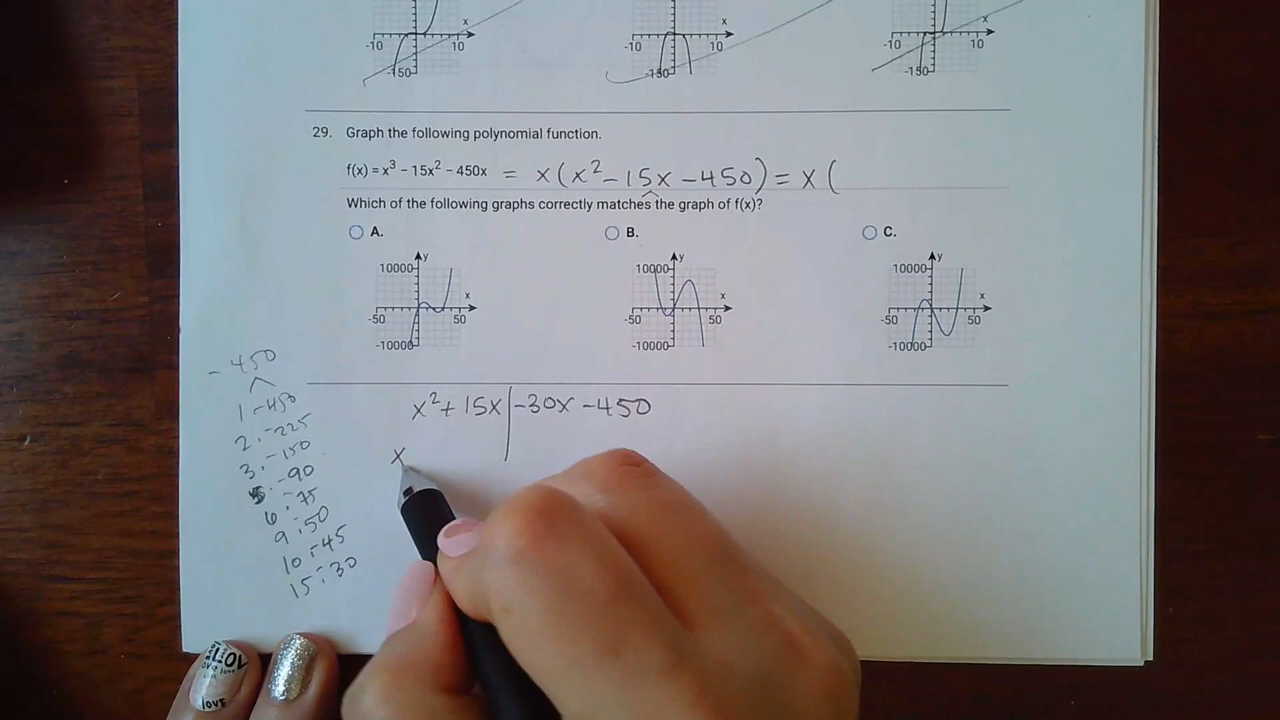 x x x
-10 10 -10 10 -10 10
-150 -150 -150
29. Graph the following polynomial function.
f(x) = x³ - 15x² - 450x = x(x² - 15x - 450) = x(
Which of the following graphs correctly matches the graph of f(x)?
A. B. C.
y y y
10000 10000 10000
x x x
-50 50 -50 50 -50 50
-10000 -10000 -10000
-450
1 · -450
2 · -225
3 · -150
5 · -90
6 · -75
9 · -50
10 · -45
15 · -30
x² + 15x | -30x - 450
x
LOV
love